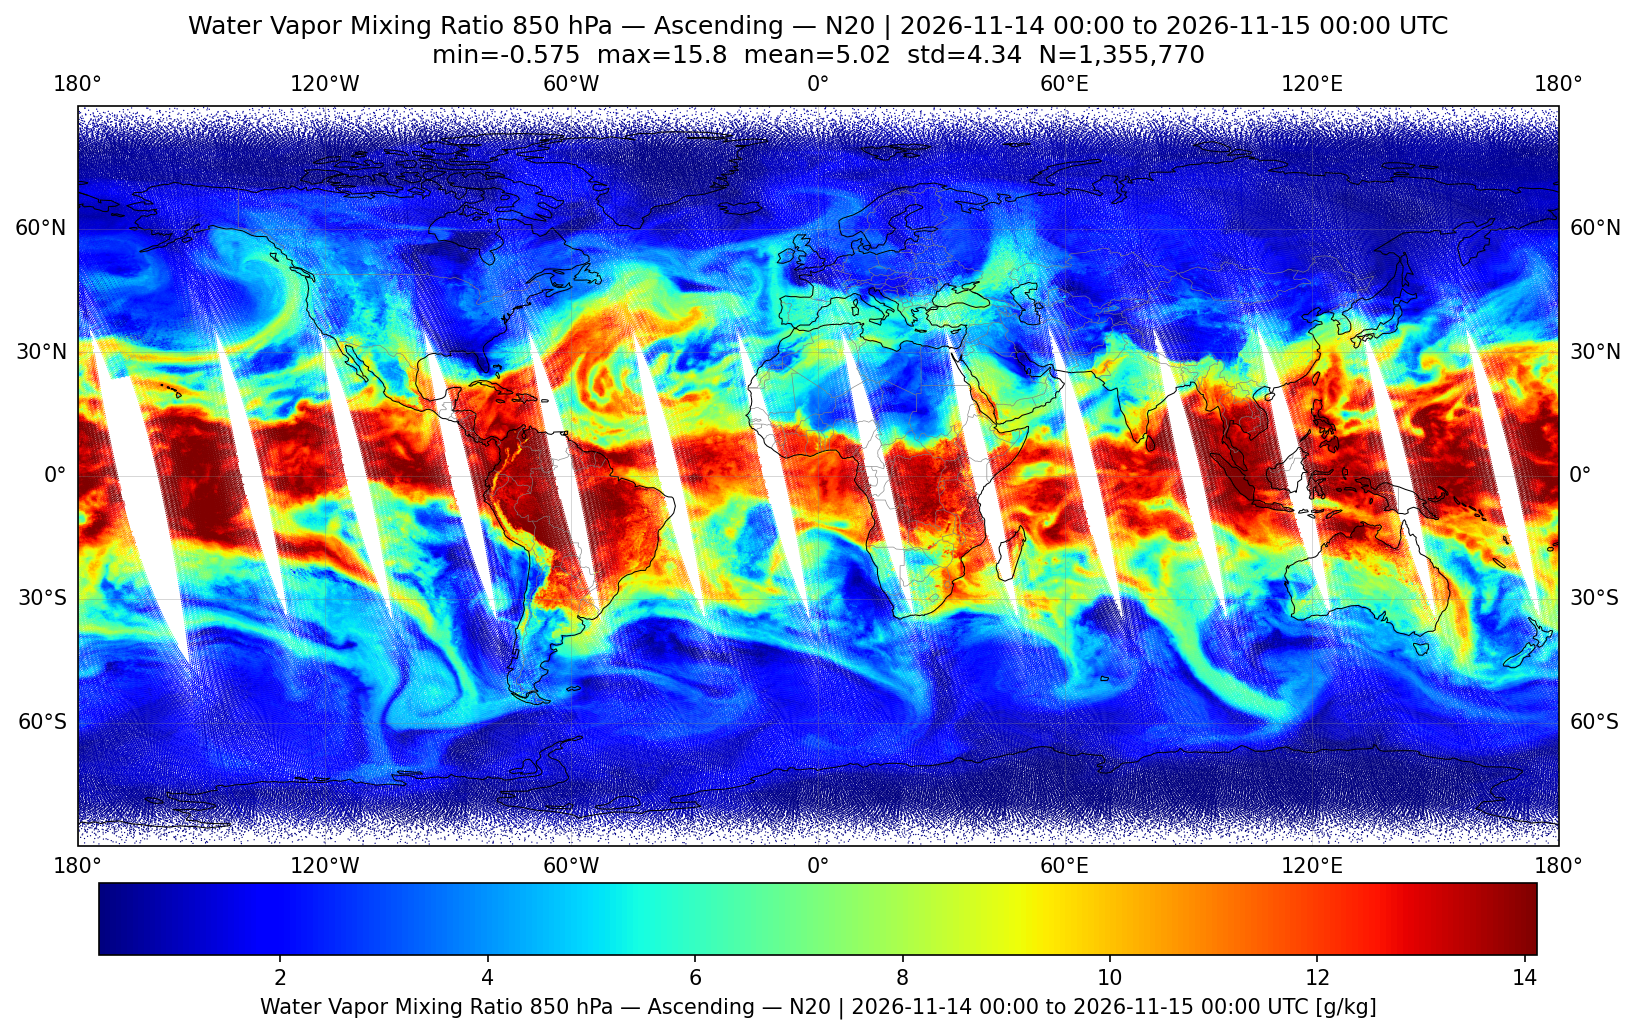 Water Vapor Mixing Ratio 850 hPa — Ascending — N20 | 2026-11-14 00:00 to 2026-11-15 00:00 UTC
min=-0.575  max=15.8  mean=5.02  std=4.34  N=1,355,770
180° 120°W 60°W 0° 60°E 120°E 180°
60°N 60°N
30°N 30°N
0° 0°
30°S 30°S
60°S 60°S
180° 120°W 60°W 0° 60°E 120°E 180°
2 4 6 8 10 12 14
Water Vapor Mixing Ratio 850 hPa — Ascending — N20 | 2026-11-14 00:00 to 2026-11-15 00:00 UTC [g/kg]